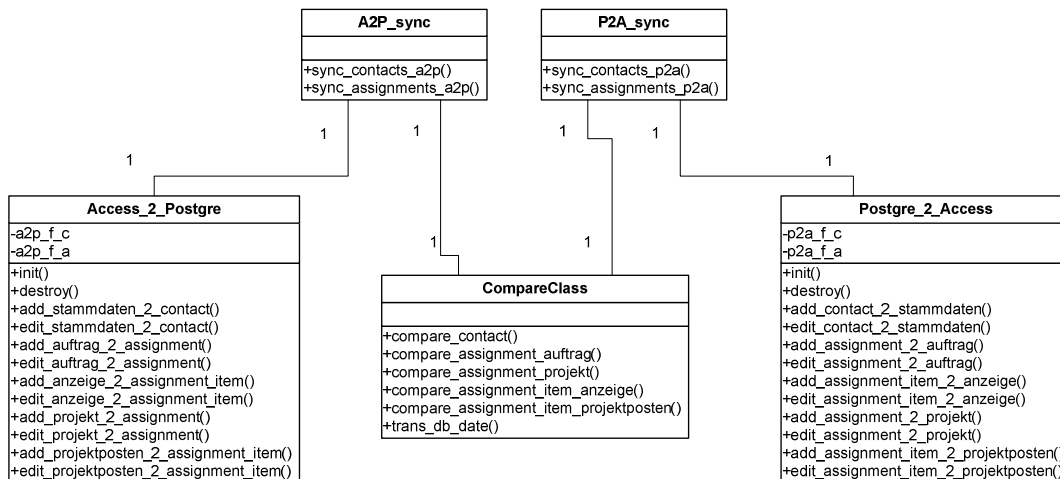 A2P_sync
+sync_contacts_a2p()
+sync_assignments_a2p()
P2A_sync
+sync_contacts_p2a()
+sync_assignments_p2a()
1
1
1
1
1
1
1
1
Access_2_Postgre
-a2p_f_c
-a2p_f_a
+init()
+destroy()
+add_stammdaten_2_contact()
+edit_stammdaten_2_contact()
+add_auftrag_2_assignment()
+edit_auftrag_2_assignment()
+add_anzeige_2_assignment_item()
+edit_anzeige_2_assignment_item()
+add_projekt_2_assignment()
+edit_projekt_2_assignment()
+add_projektposten_2_assignment_item()
+edit_projektposten_2_assignment_item()
CompareClass
+compare_contact()
+compare_assignment_auftrag()
+compare_assignment_projekt()
+compare_assignment_item_anzeige()
+compare_assignment_item_projektposten()
+trans_db_date()
Postgre_2_Access
-p2a_f_c
-p2a_f_a
+init()
+destroy()
+add_contact_2_stammdaten()
+edit_contact_2_stammdaten()
+add_assignment_2_auftrag()
+edit_assignment_2_auftrag()
+add_assignment_item_2_anzeige()
+edit_assignment_item_2_anzeige()
+add_assignment_2_projekt()
+edit_assignment_2_projekt()
+add_assignment_item_2_projektposten()
+edit_assignment_item_2_projektposten()